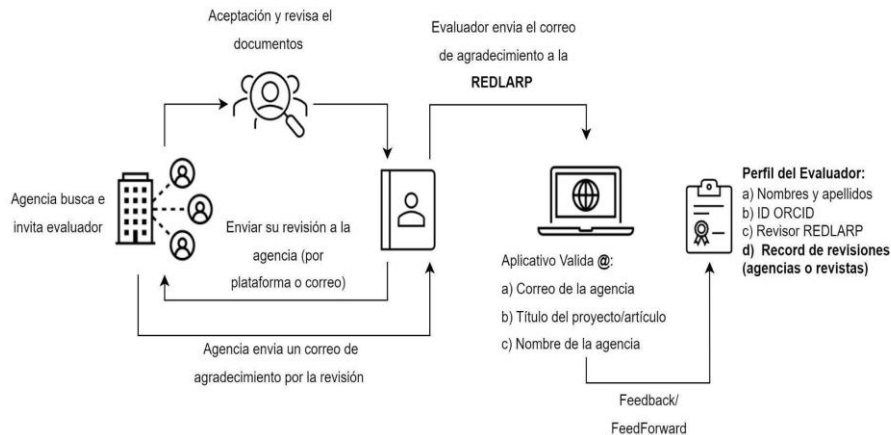 Aceptación y revisa el
documentos
Evaluador envia el correo
de agradecimiento a la
REDLARP
Agencia busca e
invita evaluador
Enviar su revisión a la
agencia (por
plataforma o correo)
Agencia envia un correo de
agradecimiento por la revisión
Aplicativo Valida @:
a) Correo de la agencia
b) Título del proyecto/artículo
c) Nombre de la agencia
Perfil del Evaluador:
a) Nombres y apellidos
b) ID ORCID
c) Revisor REDLARP
d) Record de revisiones
(agencias o revistas)
Feedback/
FeedForward